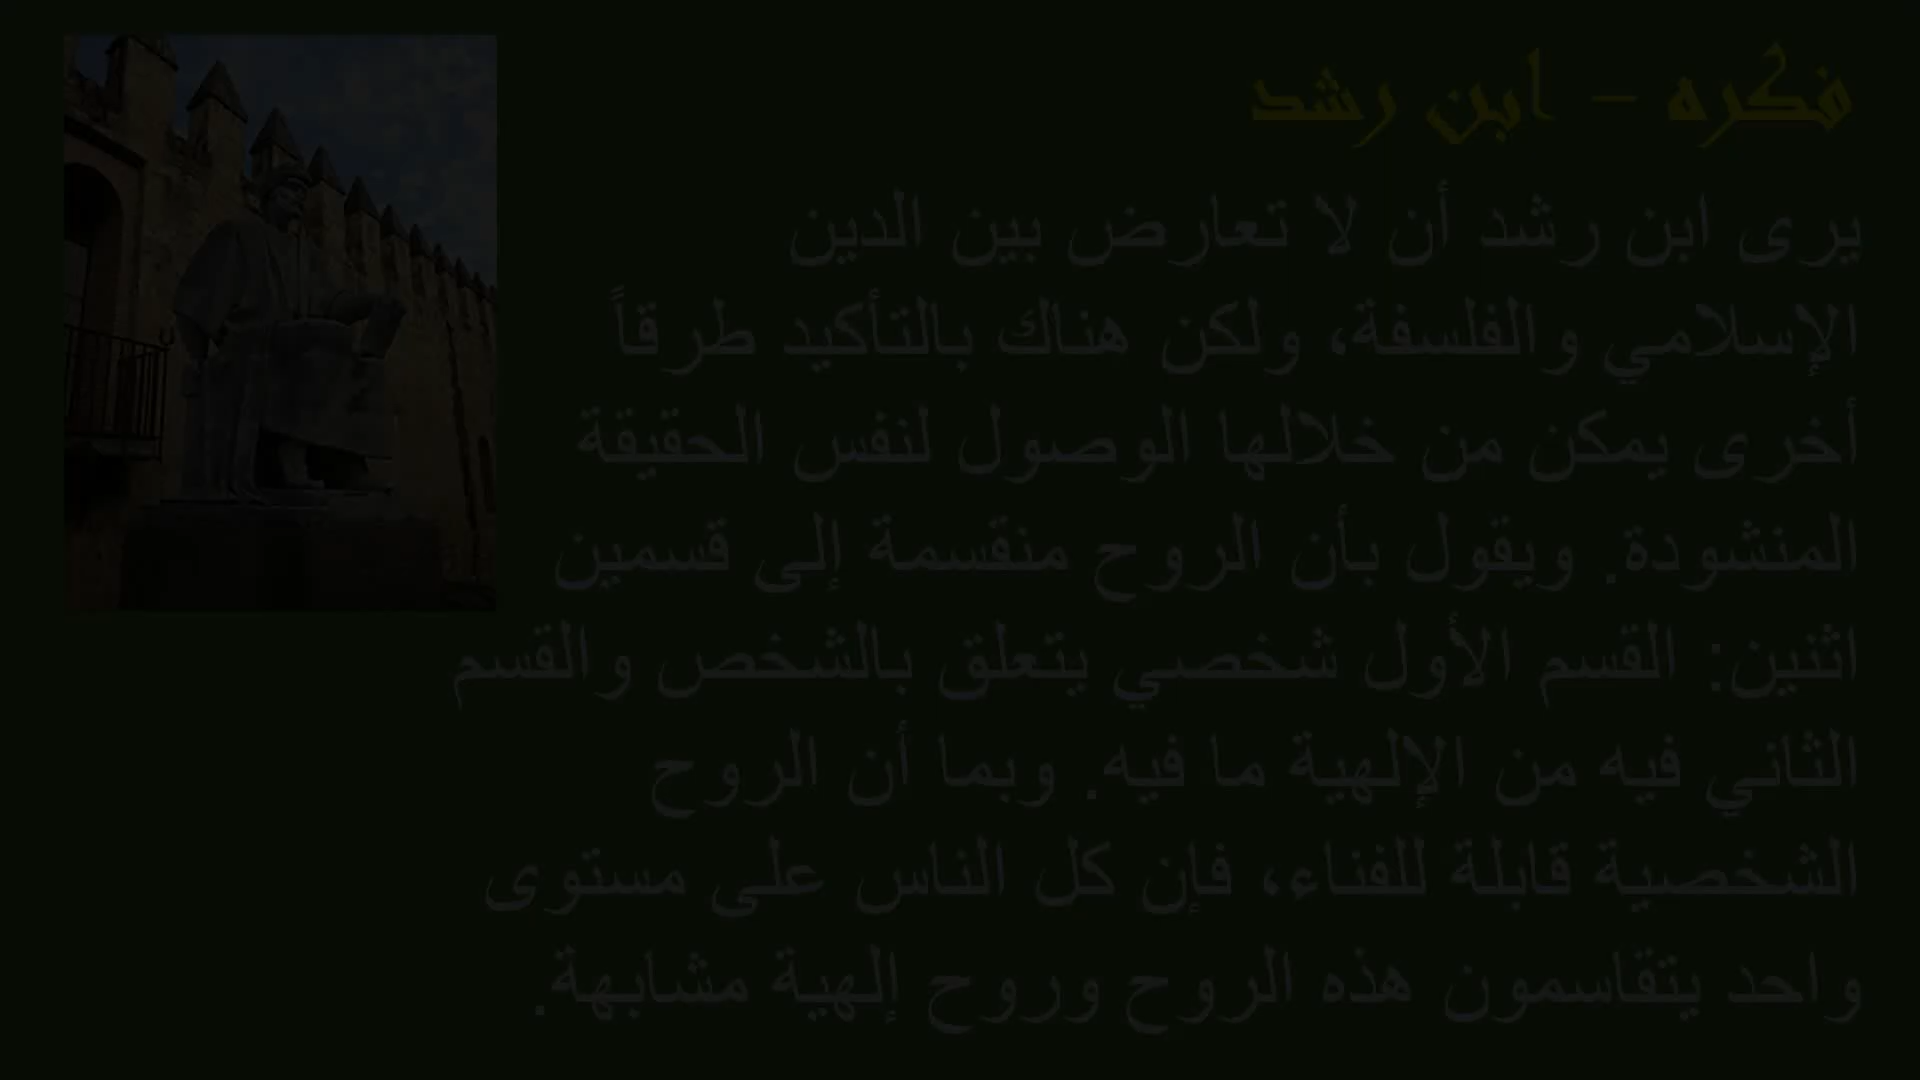 فكره - ابن رشد
يرى ابن رشد أن لا تعارض بين الدين
الإسلامي والفلسفة، ولكن هناك بالتأكيد طرقاً
أخرى يمكن من خلالها الوصول لنفس الحقيقة
المنشودة. ويقول بأن الروح منقسمة إلى قسمين
اثنين: القسم الأول شخصي يتعلق بالشخص والقسم
الثاني فيه من الإلهية ما فيه. وبما أن الروح
الشخصية قابلة للفناء، فإن كل الناس على مستوى
واحد يتقاسمون هذه الروح وروح إلهية مشابهة.